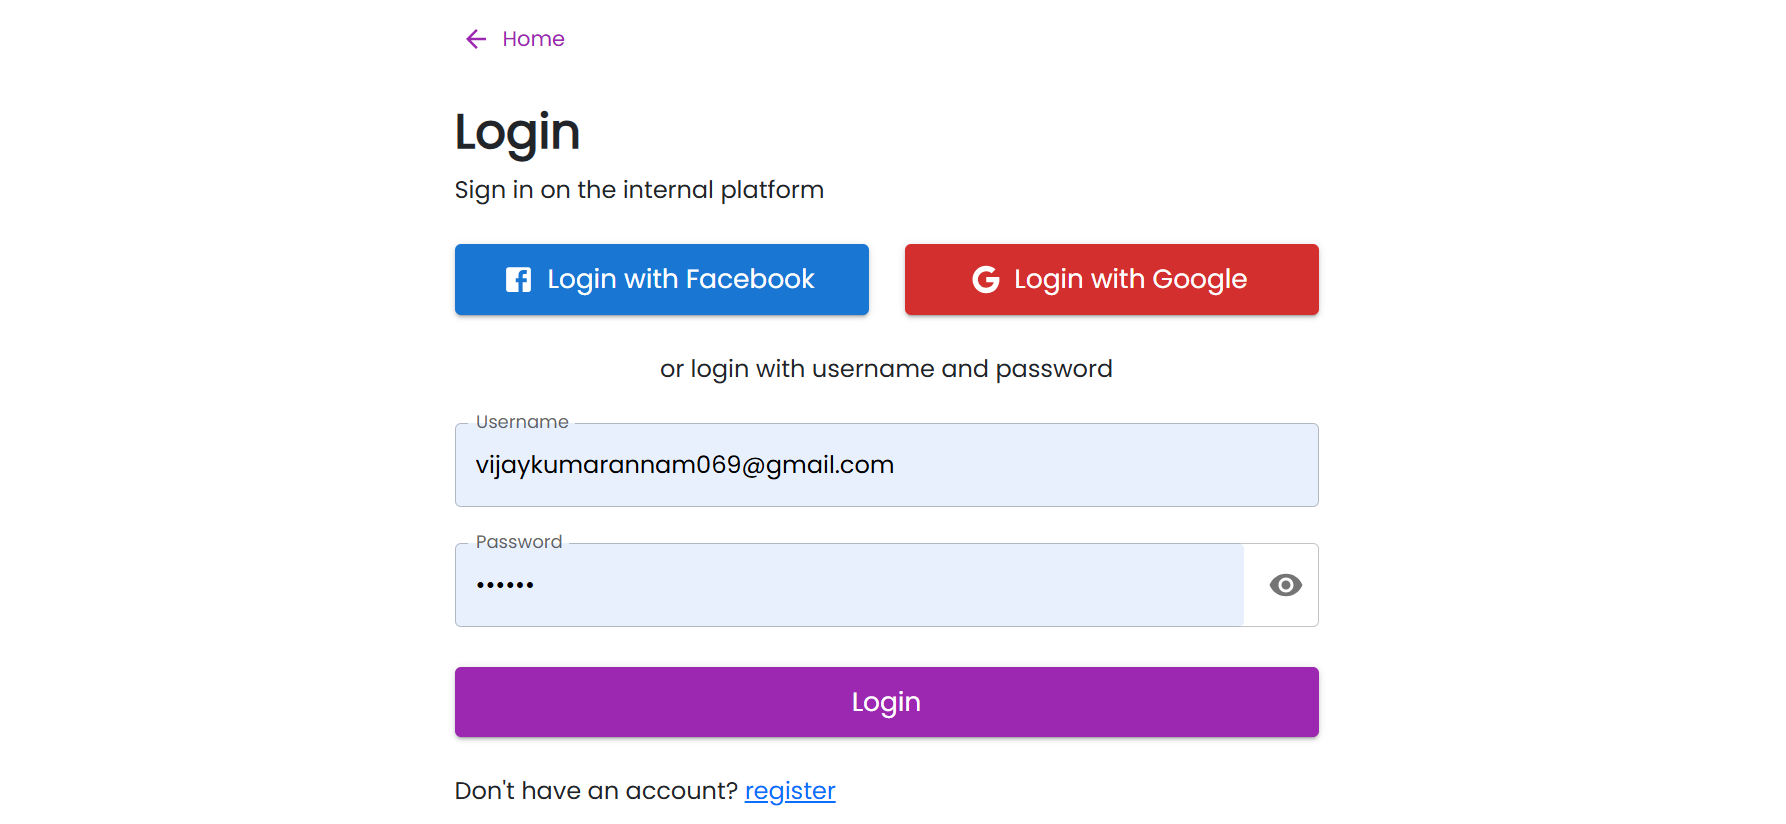 Home
Login
Sign in on the internal platform
Login with Facebook
Login with Google
or login with username and password
Username
vijaykumarannam069@gmail.com
Password
••••••
Login
Don't have an account? register